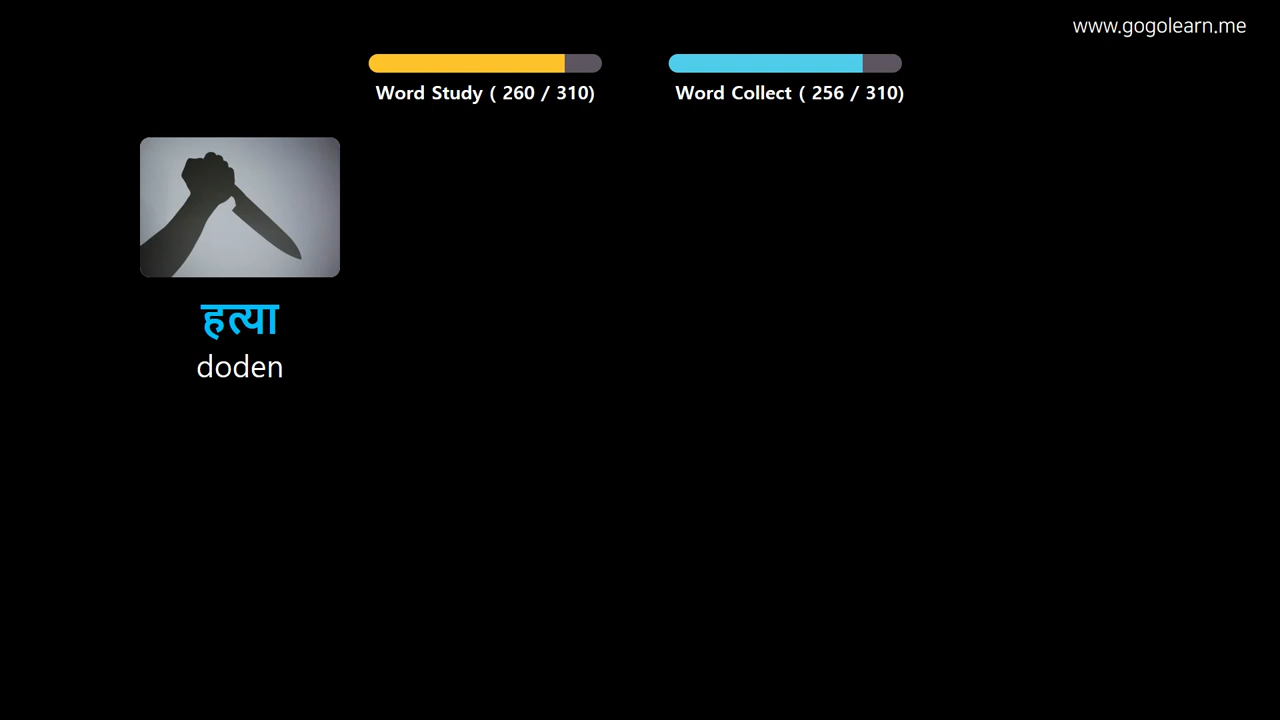 www.gogolearn.me
Word Study ( 260 / 310)
Word Collect ( 256 / 310)
हत्या
doden